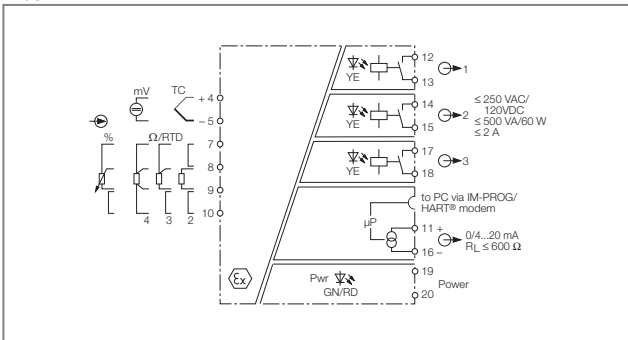 mV
TC
+ 4
− 5
%
Ω/RTD
7
8
9
10
4
3
2
Ex
YE
12
13
1
YE
14
15
2
≤ 250 VAC/
120VDC
≤ 500 VA/60 W
≤ 2 A
YE
17
18
3
to PC via IM-PROG/
HART® modem
µP
11 +
16 −
0/4...20 mA
RL ≤ 600 Ω
Pwr
GN/RD
19
20
Power